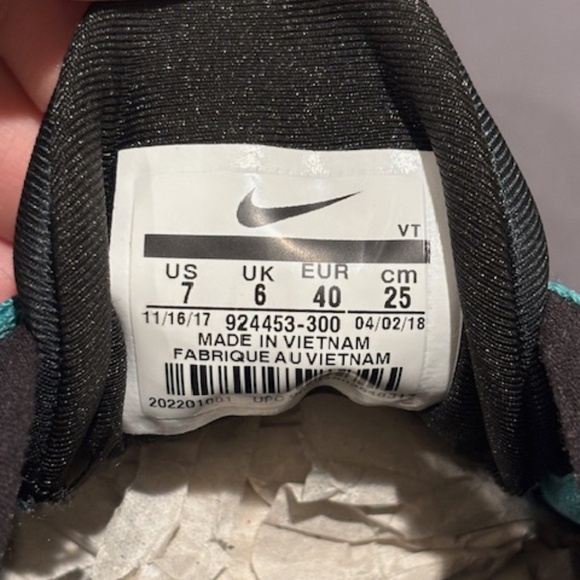 VT
US UK EUR cm
7 6 40 25
11/16/17 924453-300 04/02/18
MADE IN VIETNAM
FABRIQUE AU VIETNAM
UPC